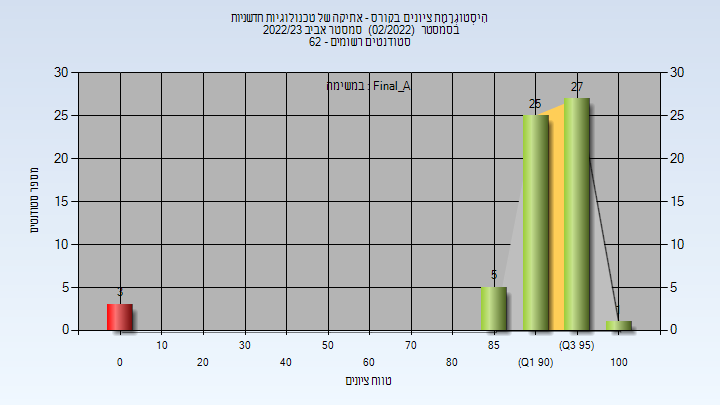 היסטוגרמת ציונים בקורס - אתיקה של טכנולוגיות חדשניות
בסמסטר (02/2022) סמסטר אביב 2022/23
סטודנטים רשומים - 62
במשימה : Final_A
מספר סטודנטים
30 30
25 25
20 20
15 15
10 10
5 5
0 0
3 5 25 27 1
10 30 50 70 85 (Q3 95)
0 20 40 60 80 (Q1 90) 100
טווח ציונים